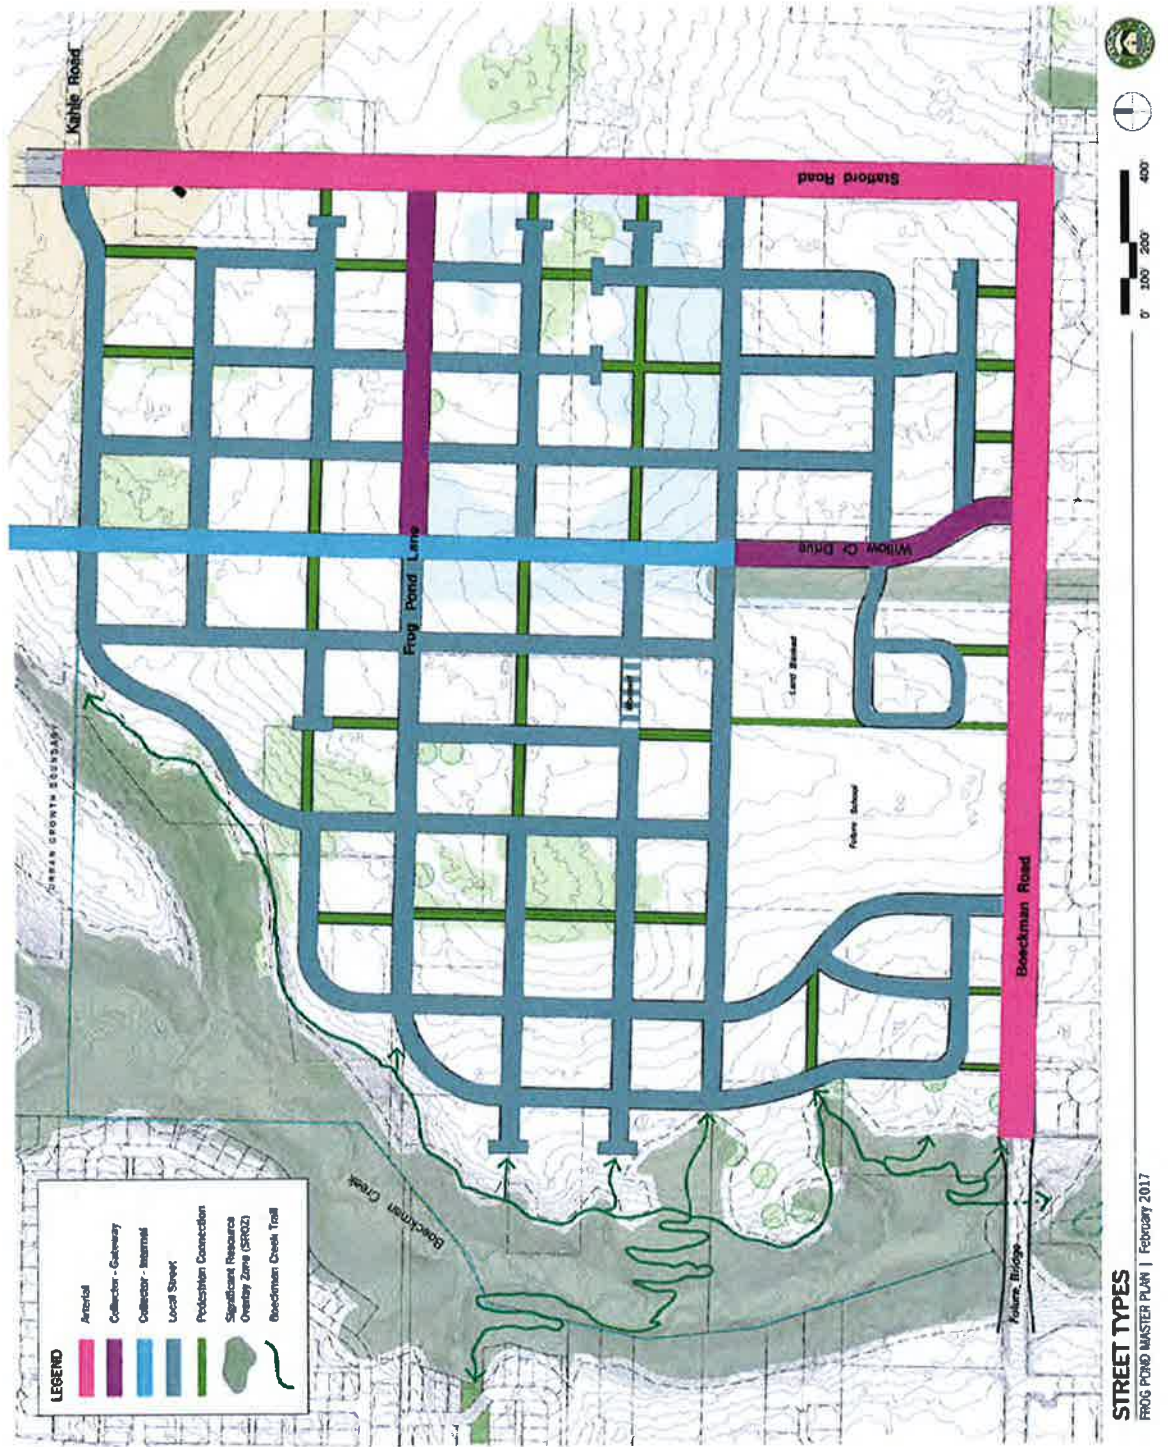 LEGEND
Arterial
Collector - Gateway
Collector - Internal
Local Street
Pedestrian Connection
Significant Resource
Overlay Zone (SROZ)
Boeckman Creek Trail
URBAN GROWTH BOUNDARY
Kahle Road
Stafford Road
Frog Pond Lane
Willow Cr Drive
Land Banked
Future School
Boeckman Creek
Boeckman Road
Future Bridge
0' 100' 200' 400'
STREET TYPES
FROG POND MASTER PLAN | February 2017